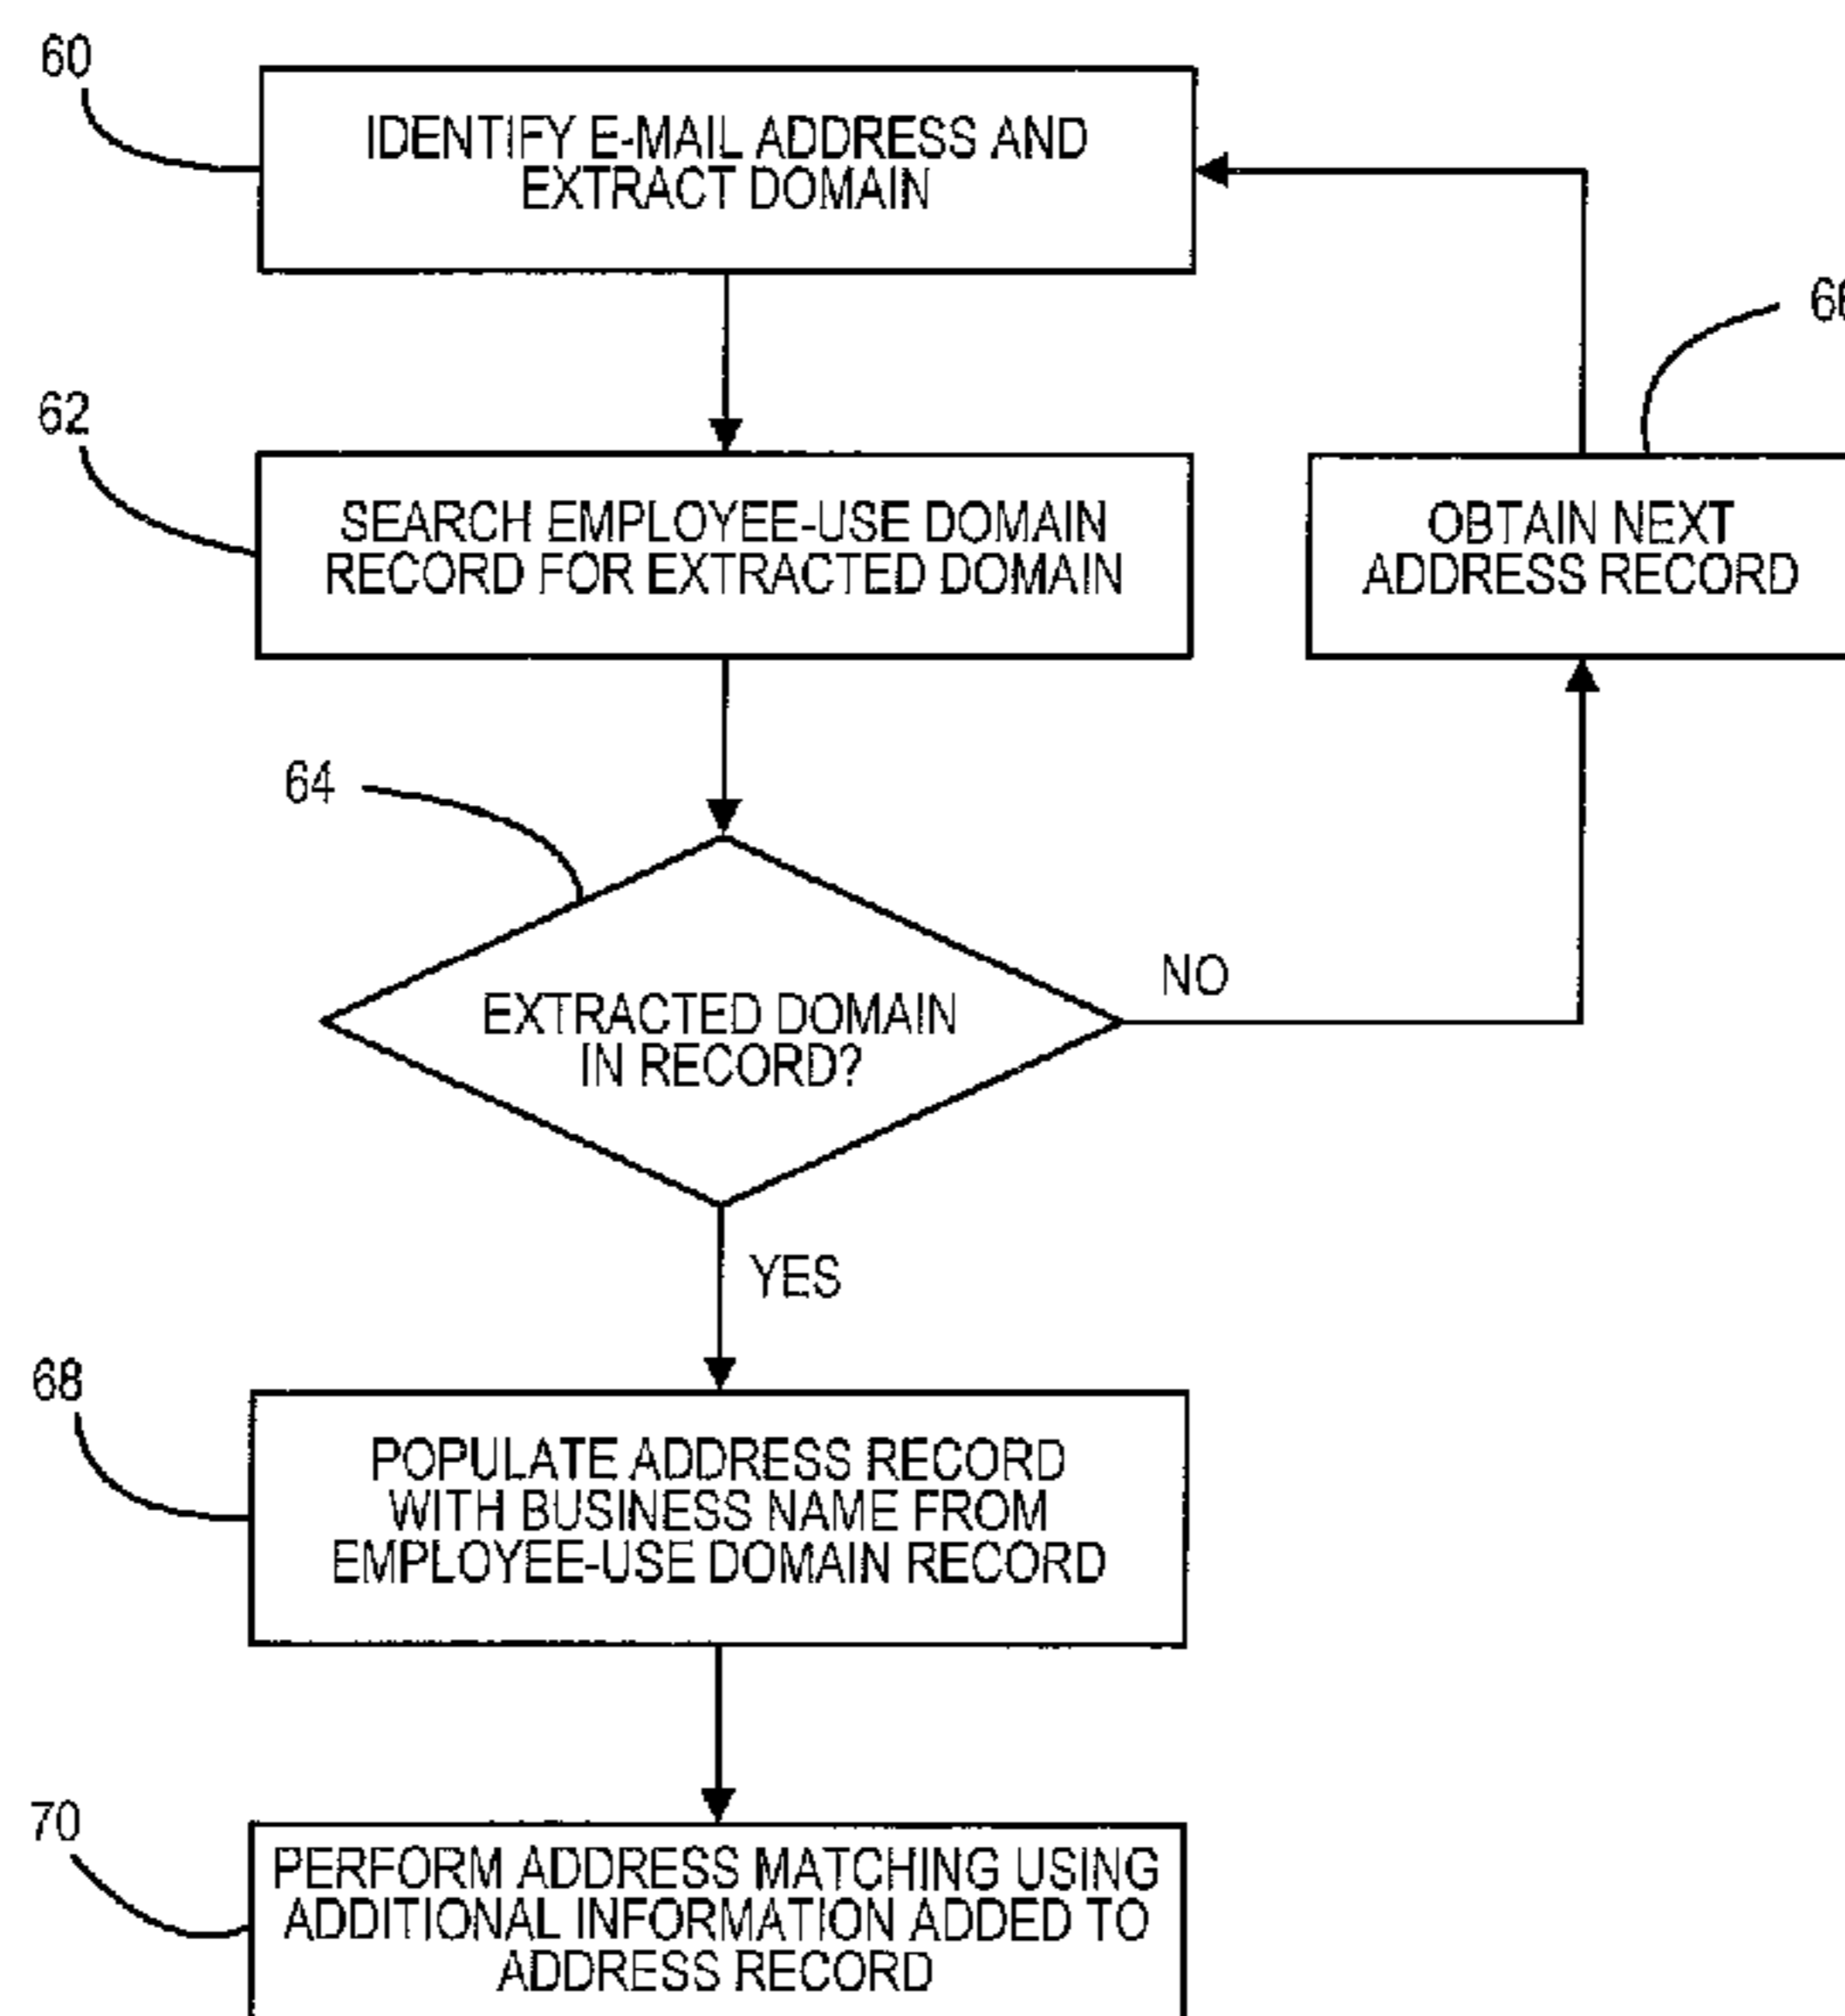 60
IDENTIFY E-MAIL ADDRESS AND
EXTRACT DOMAIN
62
SEARCH EMPLOYEE-USE DOMAIN
RECORD FOR EXTRACTED DOMAIN
OBTAIN NEXT
ADDRESS RECORD
64
EXTRACTED DOMAIN
IN RECORD?
NO
YES
68
POPULATE ADDRESS RECORD
WITH BUSINESS NAME FROM
EMPLOYEE-USE DOMAIN RECORD
70
PERFORM ADDRESS MATCHING USING
ADDITIONAL INFORMATION ADDED TO
ADDRESS RECORD